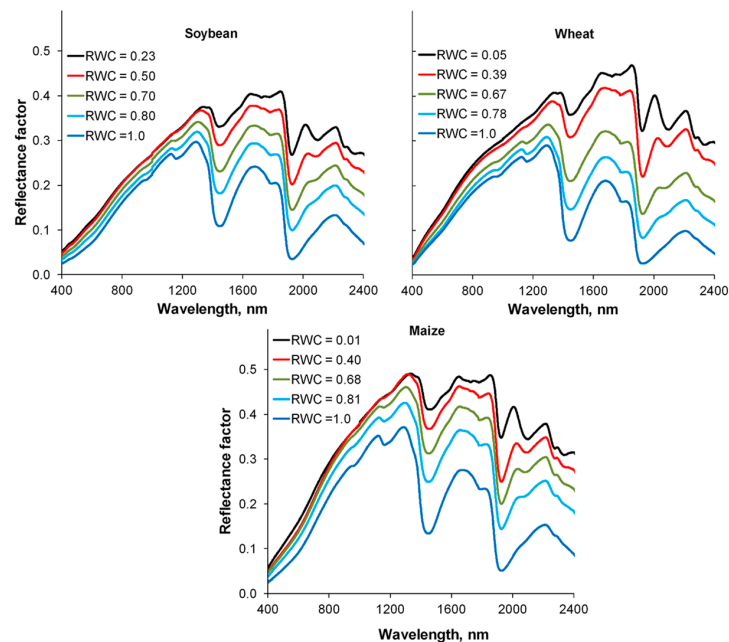 Soybean
RWC = 0.23
RWC = 0.50
RWC = 0.70
RWC = 0.80
RWC =1.0
Reflectance factor
0.5
0.4
0.3
0.2
0.1
0.0
400 800 1200 1600 2000 2400
Wavelength, nm
Wheat
RWC = 0.05
RWC = 0.39
RWC = 0.67
RWC = 0.78
RWC =1.0
400 800 1200 1600 2000 2400
Wavelength, nm
Maize
RWC = 0.01
RWC = 0.40
RWC = 0.68
RWC = 0.81
RWC =1.0
Reflectance factor
0.5
0.4
0.3
0.2
0.1
0.0
400 800 1200 1600 2000 2400
Wavelength, nm